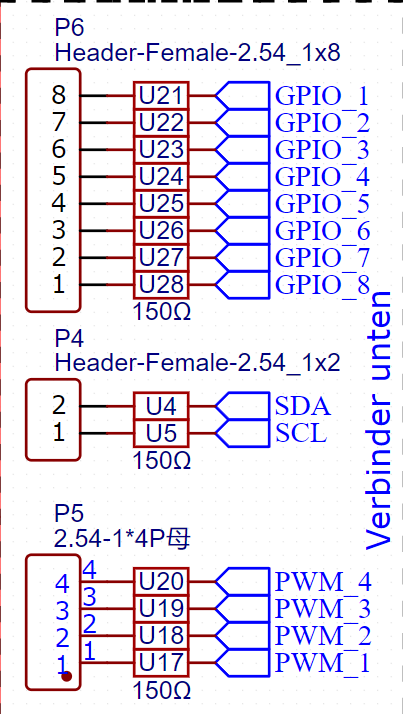 P6
Header-Female-2.54_1x8
8 U21 GPIO_1
7 U22 GPIO_2
6 U23 GPIO_3
5 U24 GPIO_4
4 U25 GPIO_5
3 U26 GPIO_6
2 U27 GPIO_7
1 U28 GPIO_8
150Ω
P4
Header-Female-2.54_1x2
2 U4 SDA
1 U5 SCL
150Ω
Verbinder unten
P5
2.54-1*4P母
4 4 U20 PWM_4
3 3 U19 PWM_3
2 2 U18 PWM_2
1 1 U17 PWM_1
150Ω